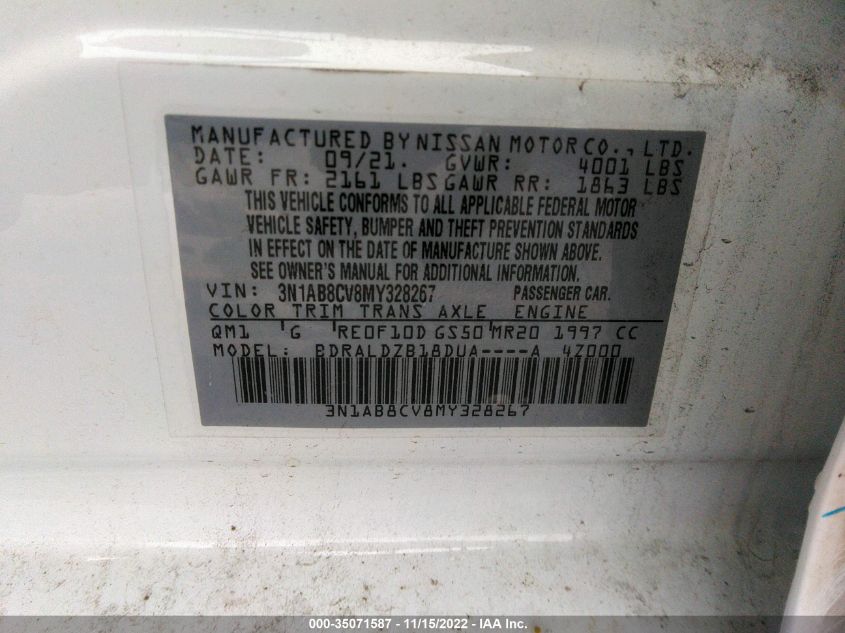 MANUFACTURED BY NISSAN MOTOR CO., LTD.
DATE: 09/21. GVWR: 4001 LBS
GAWR FR: 2161 LBS GAWR RR: 1863 LBS
THIS VEHICLE CONFORMS TO ALL APPLICABLE FEDERAL MOTOR
VEHICLE SAFETY, BUMPER AND THEFT PREVENTION STANDARDS
IN EFFECT ON THE DATE OF MANUFACTURE SHOWN ABOVE.
SEE OWNER'S MANUAL FOR ADDITIONAL INFORMATION.
VIN: 3N1AB8CV8MY328267 PASSENGER CAR.
COLOR TRIM TRANS AXLE ENGINE
QM1 'G RE0F10D GS50'MR20 1997 CC
MODEL: BDRALDZB18DUA----A 4Z000
3N1AB8CV8MY328267
000-35071587 - 11/15/2022 - IAA Inc.